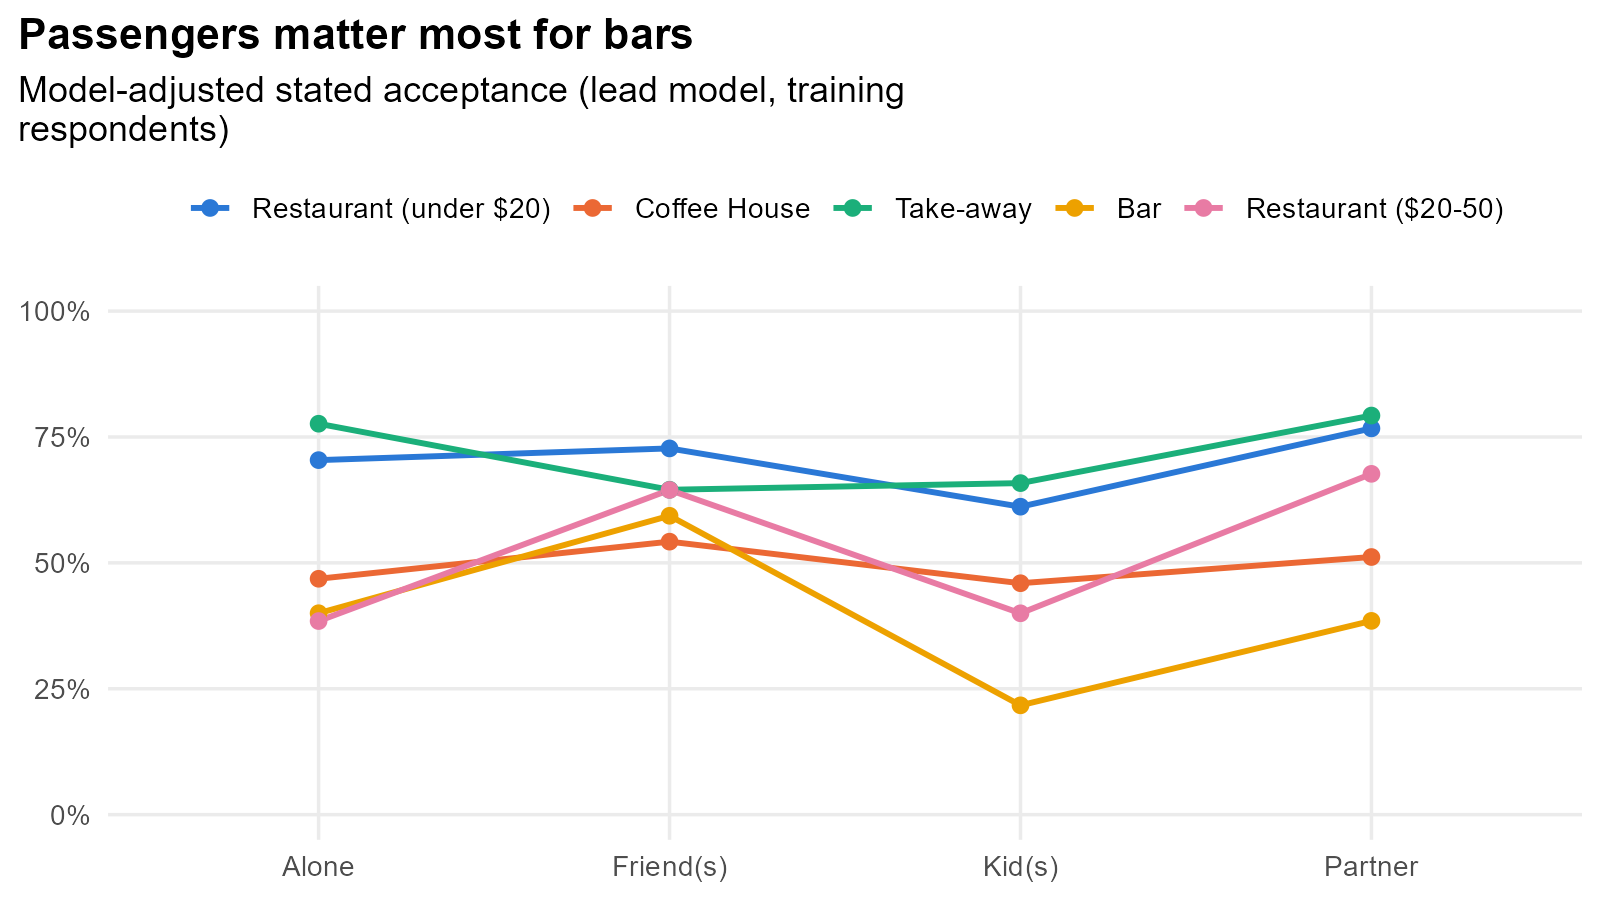 Passengers matter most for bars
Model-adjusted stated acceptance (lead model, training
respondents)
Restaurant (under $20) Coffee House Take-away Bar Restaurant ($20-50)
100%
75%
50%
25%
0%
Alone Friend(s) Kid(s) Partner